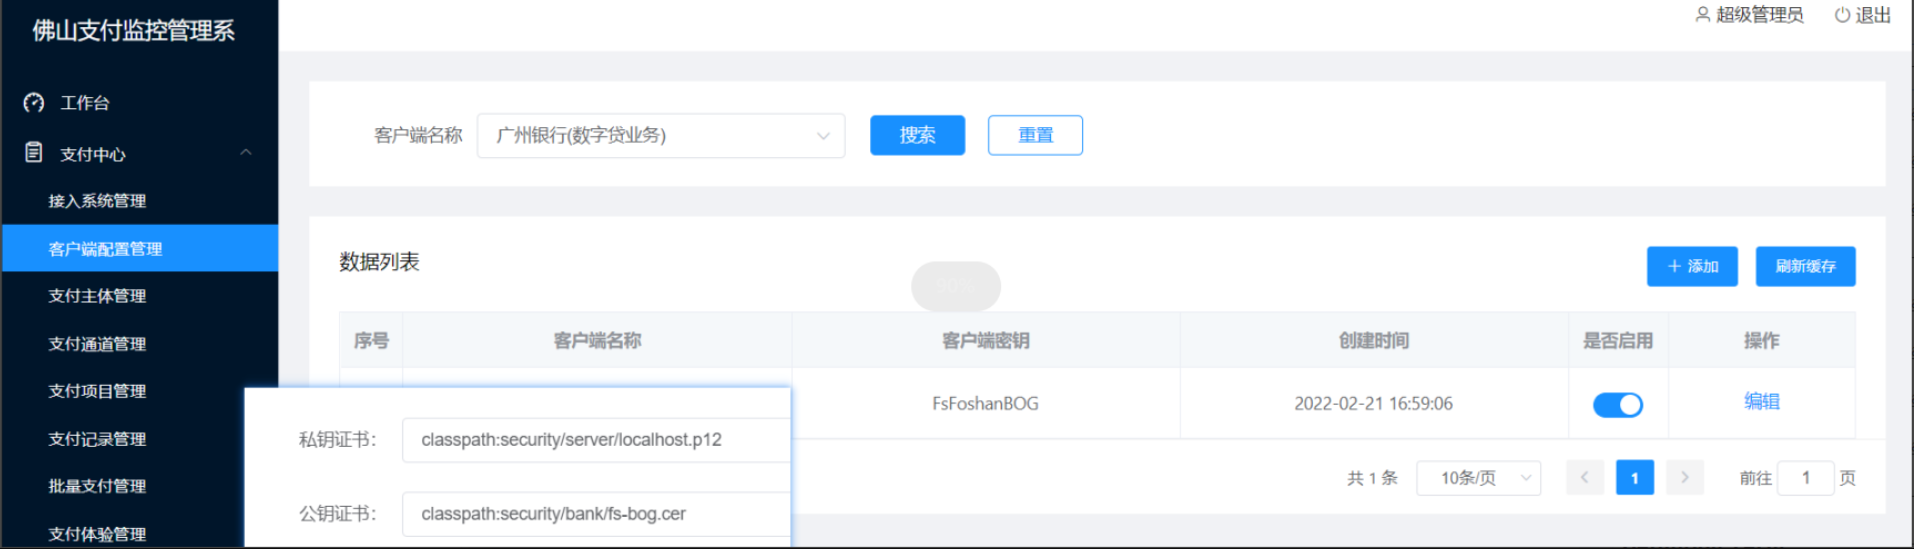 佛山支付监控管理系
超级管理员 退出
工作台
支付中心
接入系统管理
客户端配置管理
支付主体管理
支付通道管理
支付项目管理
支付记录管理
批量支付管理
支付体验管理
客户端名称 广州银行(数字贷业务) 搜索 重置
数据列表 + 添加 刷新缓存
序号 客户端名称 客户端密钥 创建时间 是否启用 操作
FsFoshanBOG 2022-02-21 16:59:06 编辑
私钥证书: classpath:security/server/localhost.p12
公钥证书: classpath:security/bank/fs-bog.cer
共 1 条 10条/页 < 1 > 前往 1 页